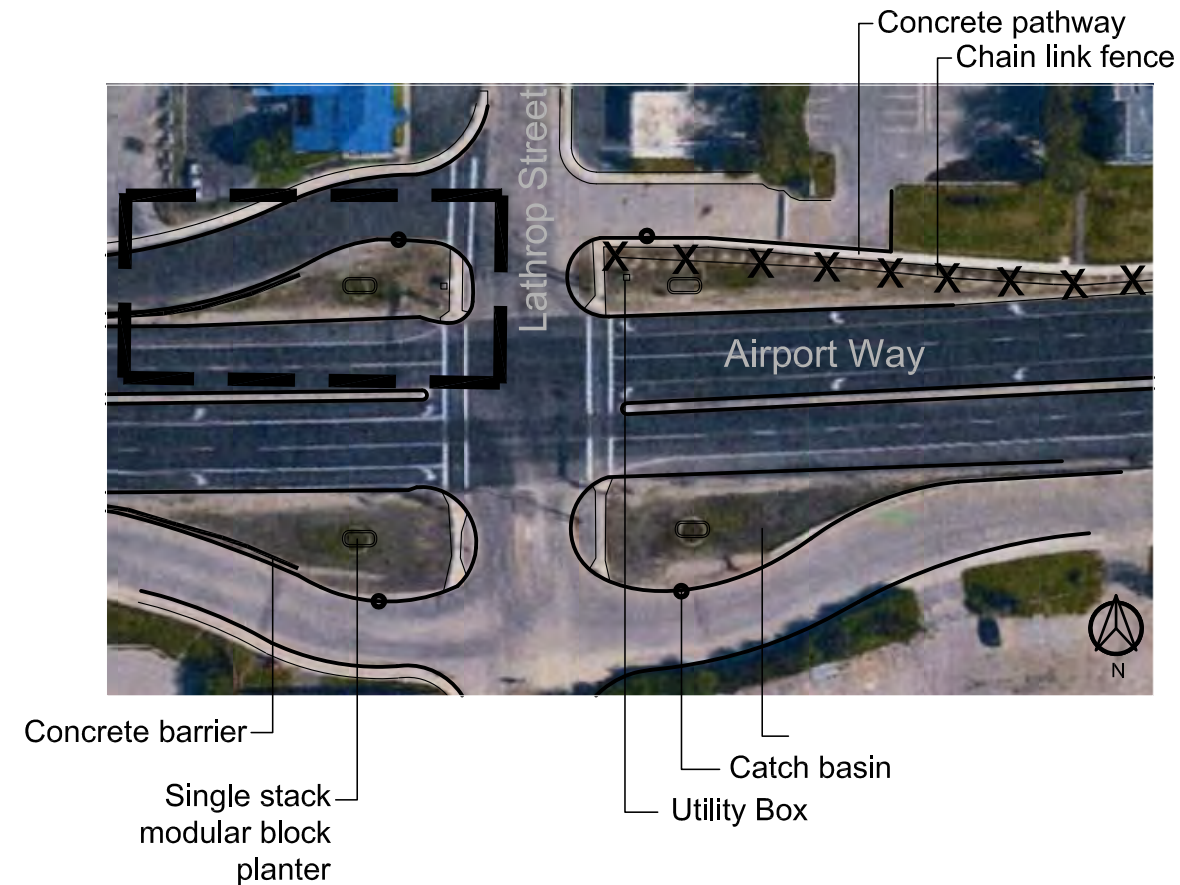 Concrete pathway
Chain link fence
Lathrop Street
Airport Way
N
Concrete barrier
Catch basin
Single stack
modular block
planter
Utility Box